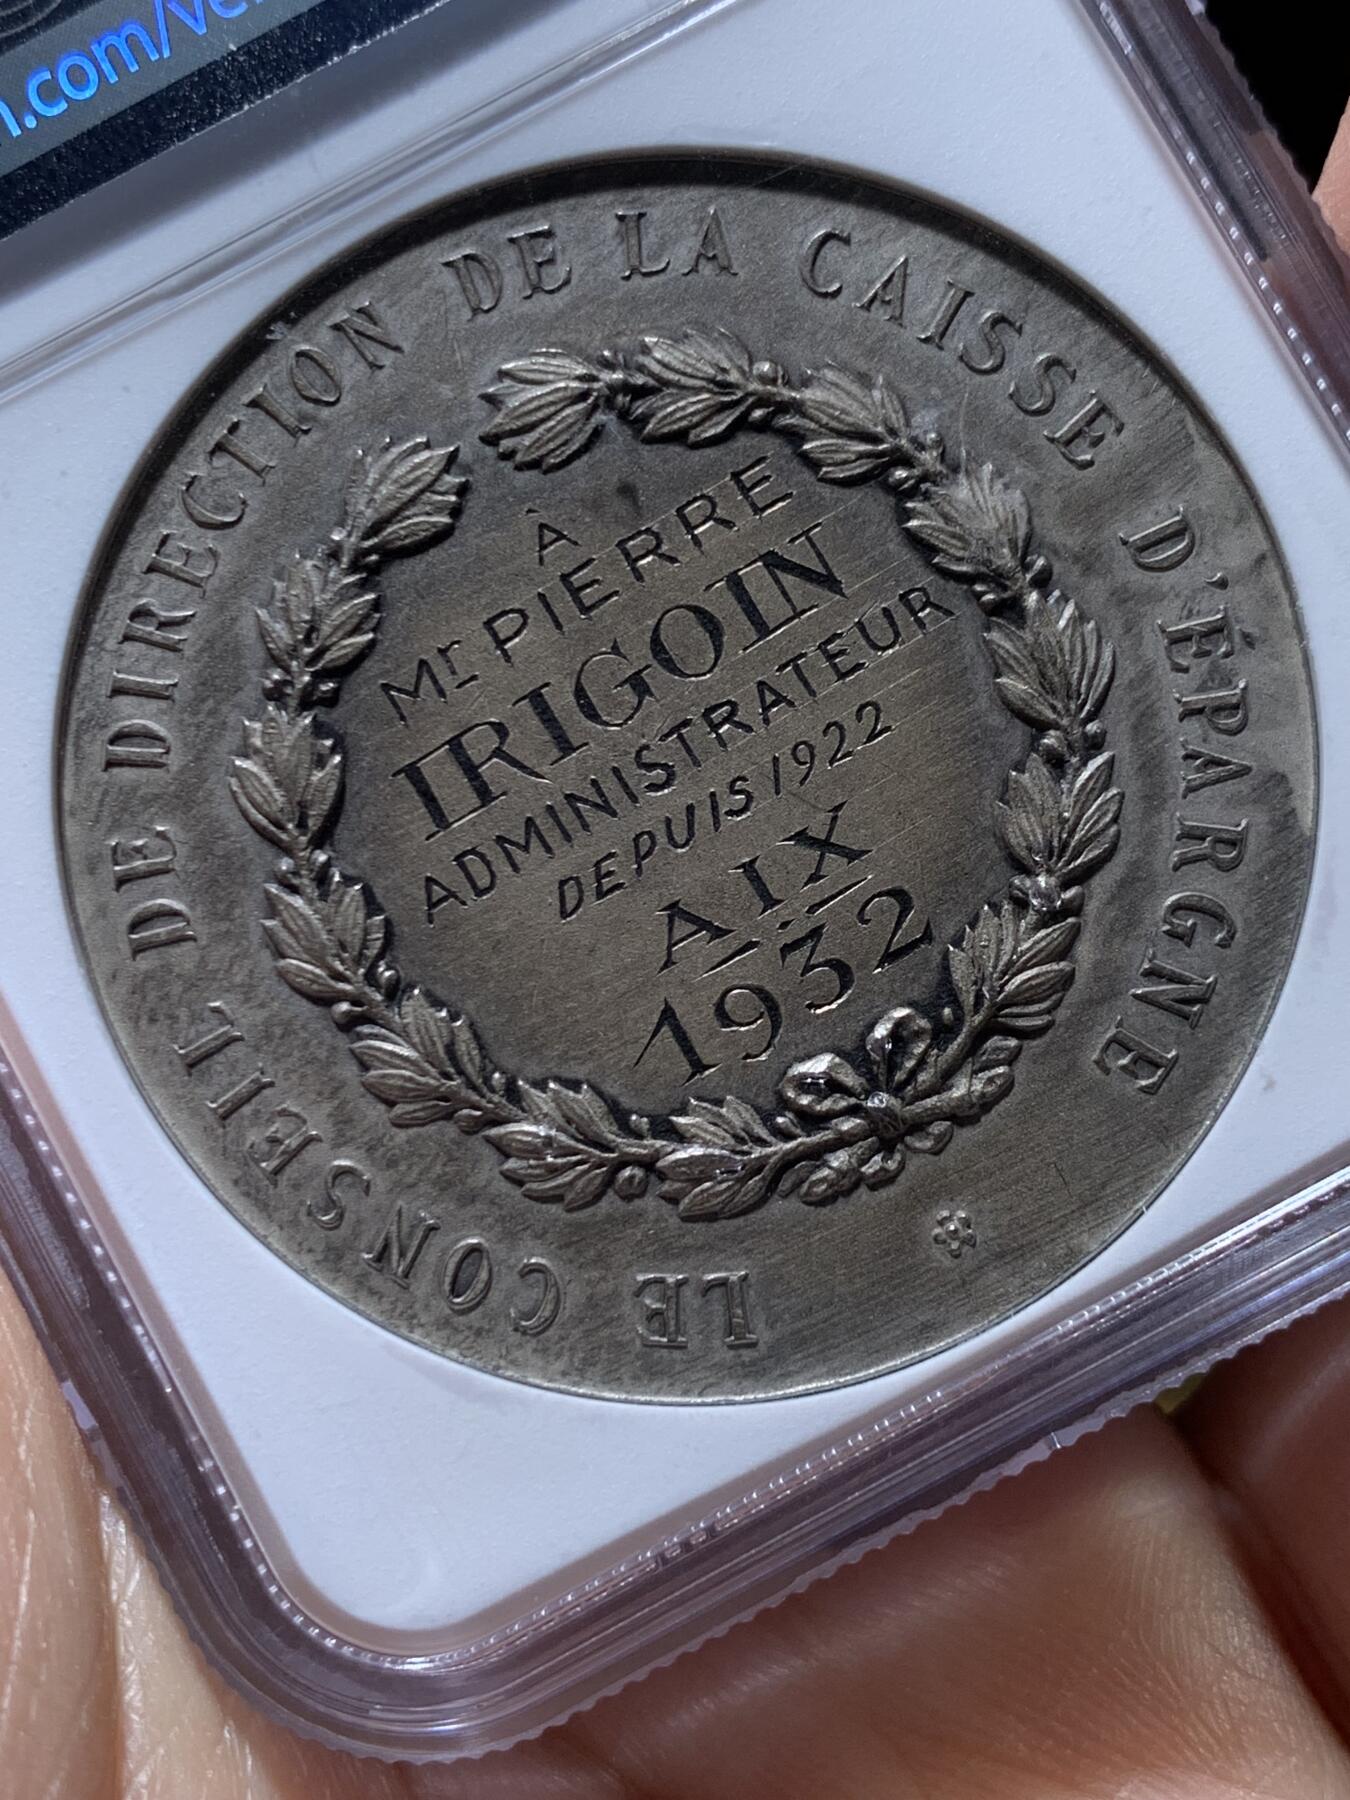 n.com/ve
LE CONSEIL DE DIRECTION DE LA CAISSE D'ÉPARGNE
À
Mr PIERRE
IRIGOIN
ADMINISTRATEUR
DEPUIS 1922
AIX
1932